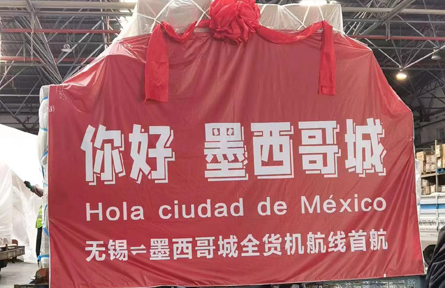 你好 墨西哥城
Hola ciudad de México
无锡⇌墨西哥城全货机航线首航